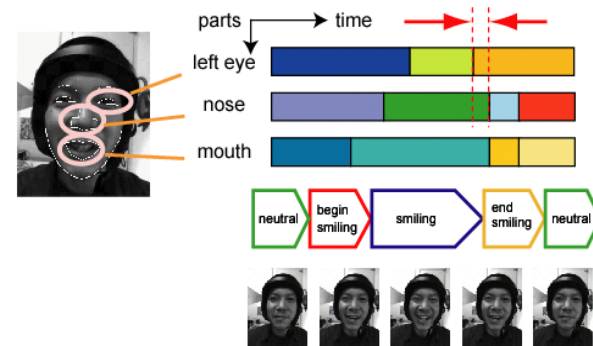 parts
time
left eye
nose
mouth
neutral
begin
smiling
smiling
end
smiling
neutral